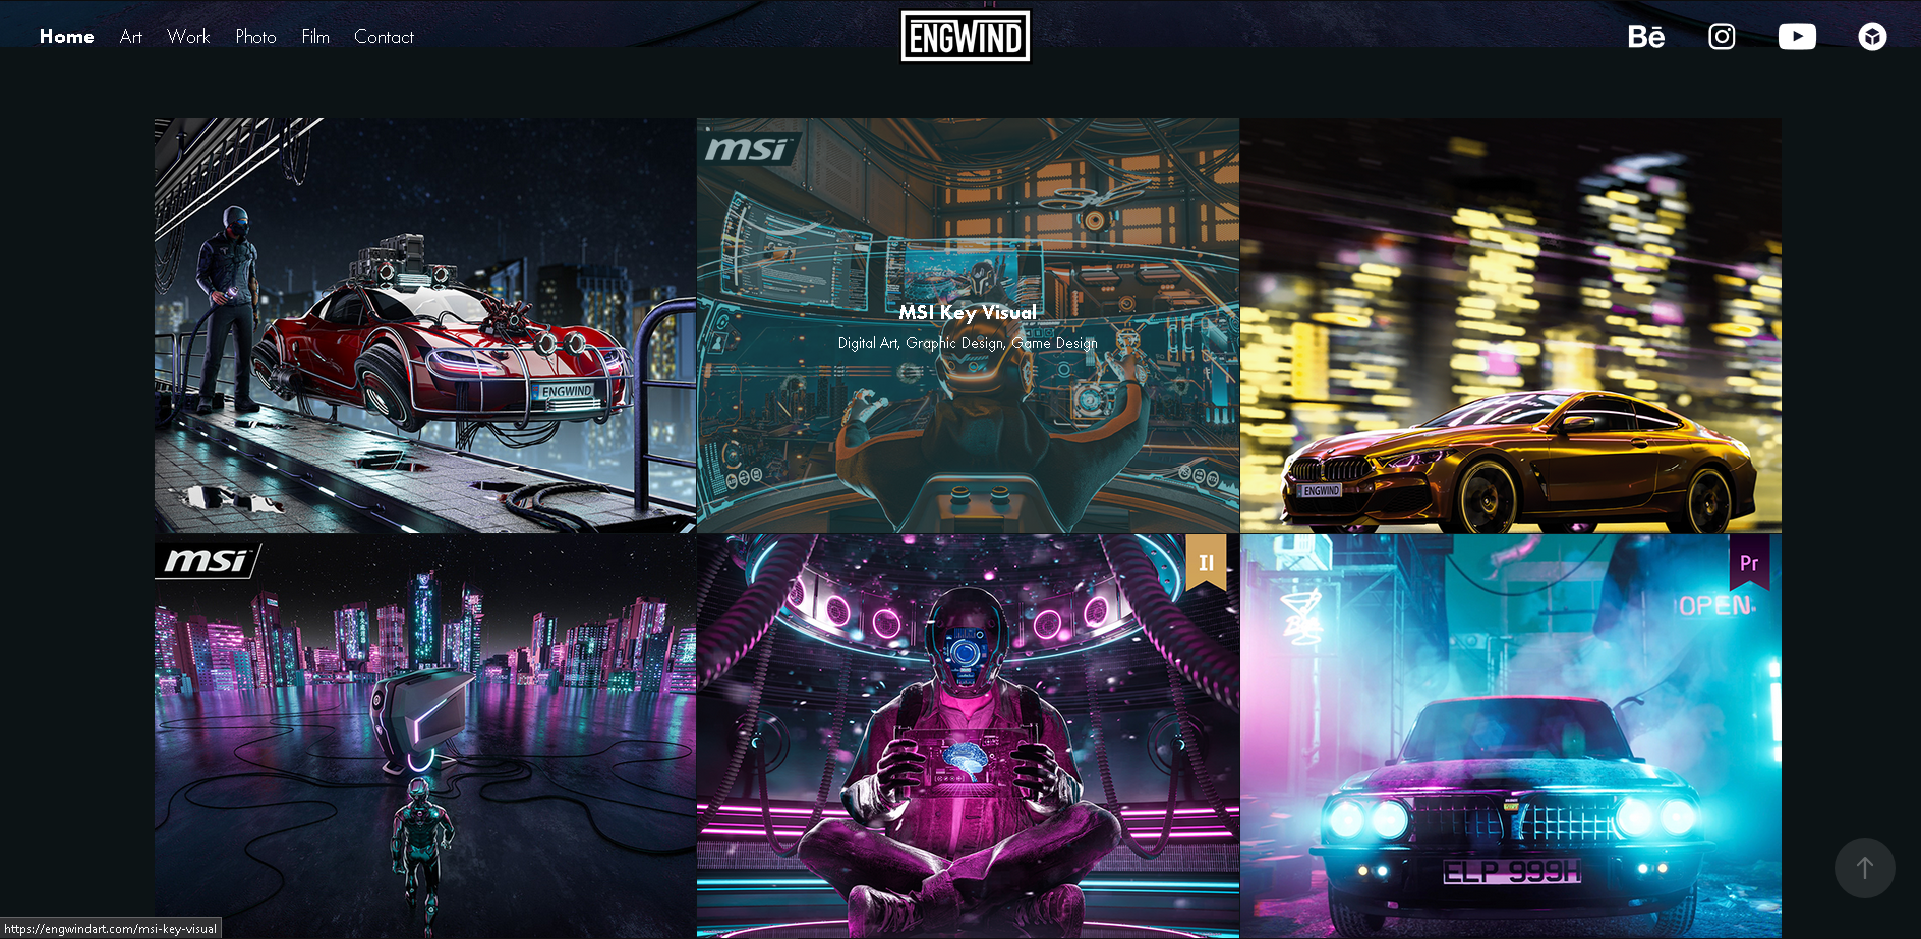 Home Art Work Photo Film Contact
ENGWIND
Bē
msi
MSI Key Visual
Digital Art, Graphic Design, Game Design
ENGWIND
ENGWIND
msi
Il
Pr
OPEN
ELP 999H
https://engwindart.com/msi-key-visual